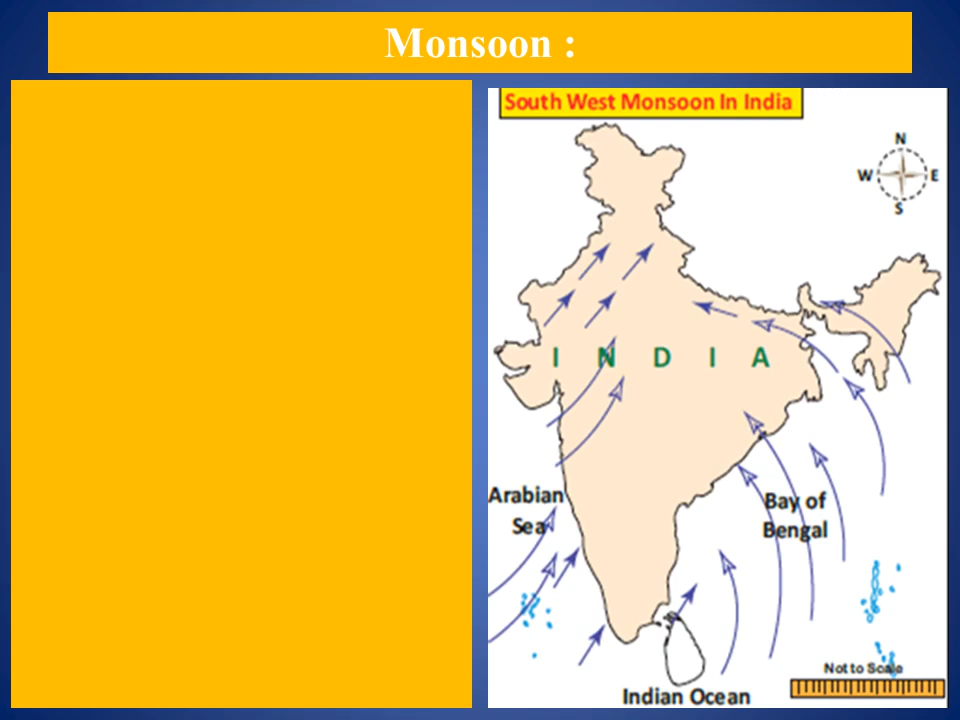 Monsoon :
South West Monsoon In India
N
W E
S
I N D I A
Arabian
Sea
Bay of
Bengal
Not to Scale
Indian Ocean